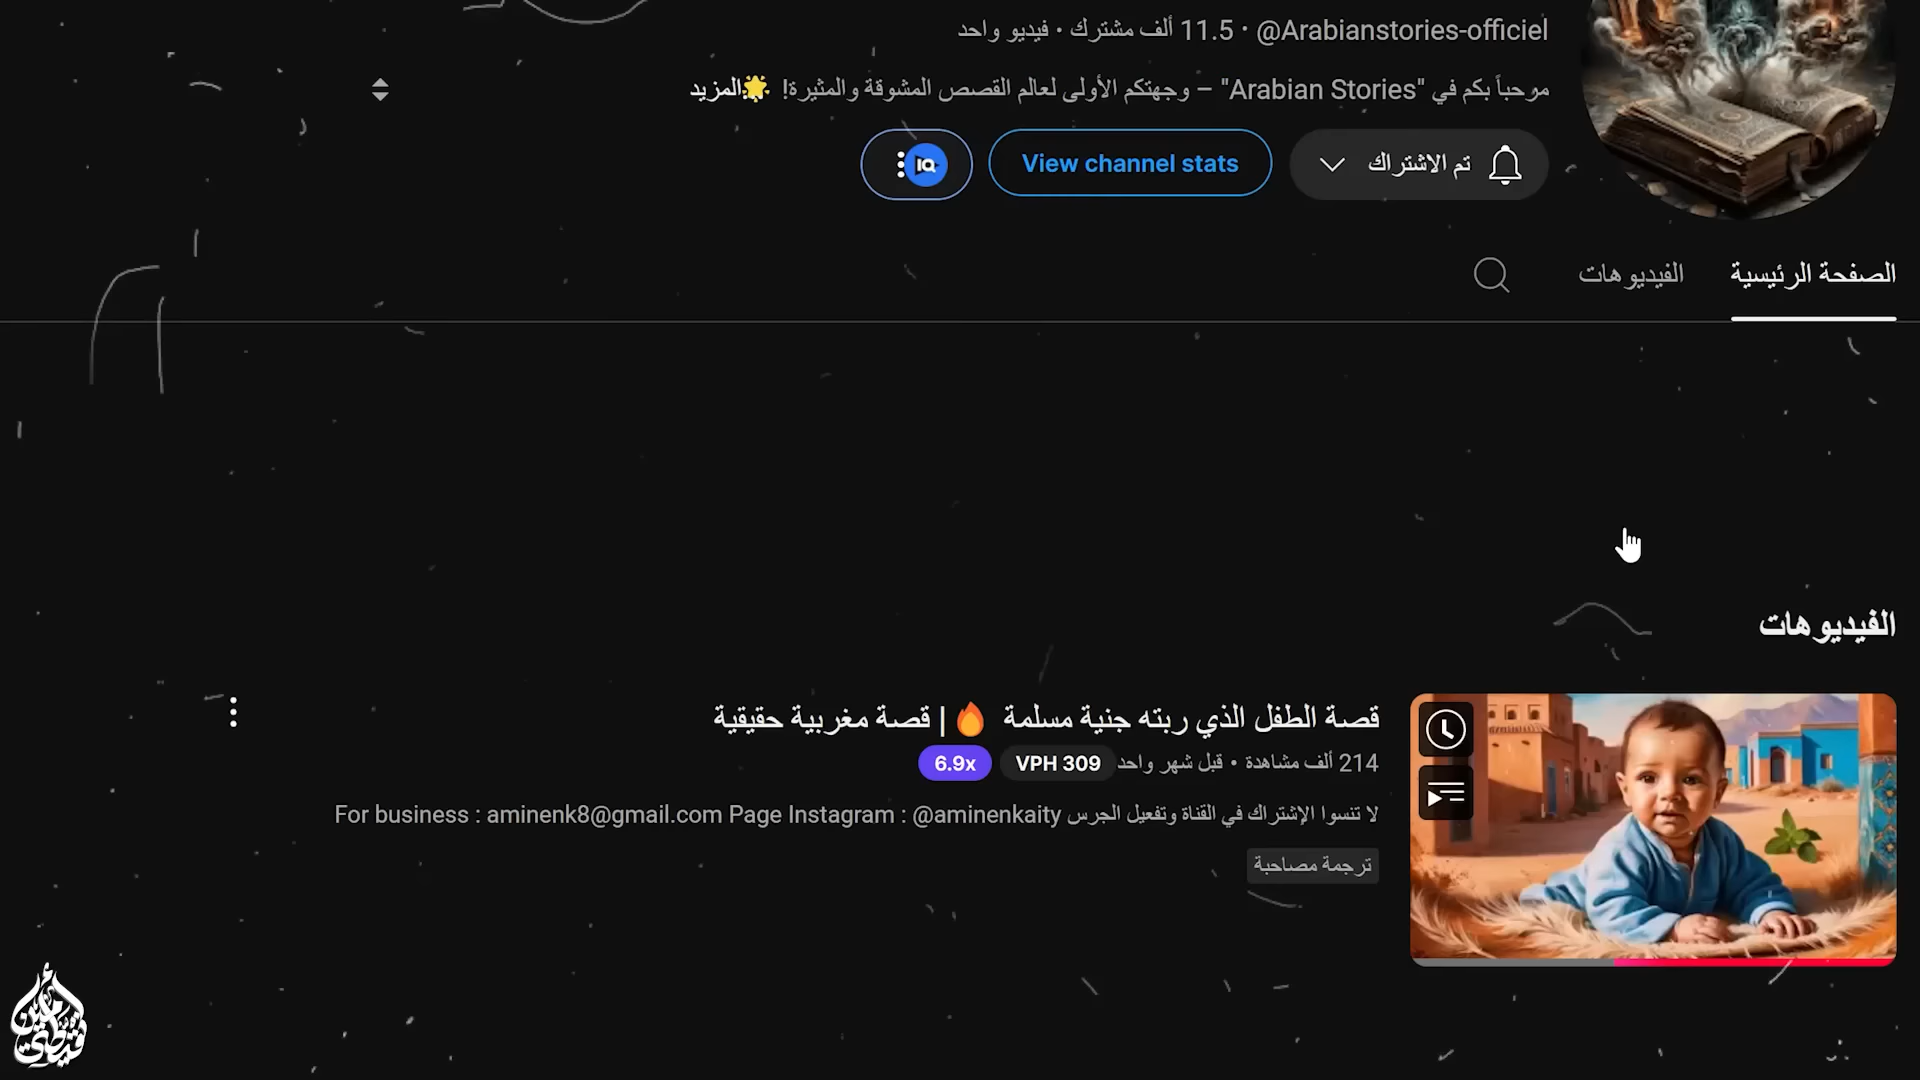 @Arabianstories-officiel · 11.5 ألف مشترك · فيديو واحد
مرحباً بكم في "Arabian Stories" – وجهتكم الأولى لعالم القصص المشوقة والمثيرة! 🌟 ...المزيد
تم الاشتراك
View channel stats
IQ
الصفحة الرئيسية
الفيديوهات
الفيديوهات
قصة الطفل الذي ربته جنية مسلمة 🔥 | قصة مغربية حقيقية
214 ألف مشاهدة · قبل شهر واحد VPH 309 6.9x
لا تنسوا الإشتراك في القناة وتفعيل الجرس For business : aminenk8@gmail.com Page Instagram : @aminenkaity
ترجمة مصاحبة